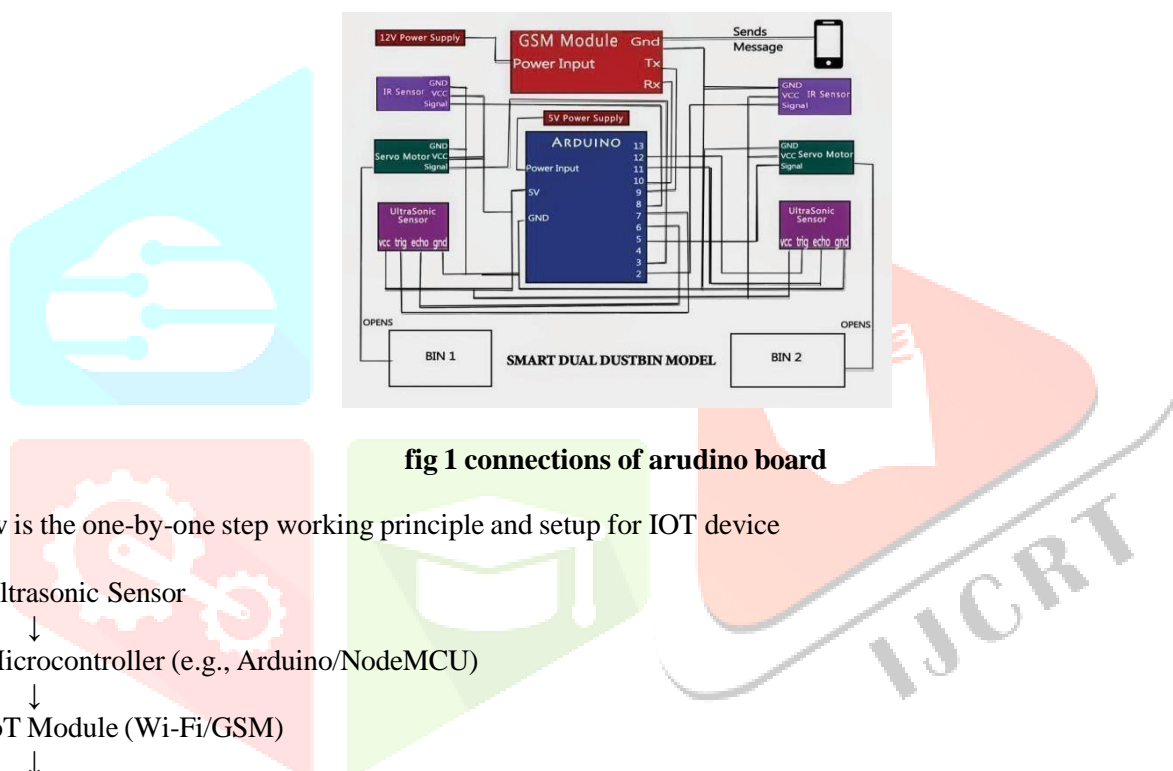 Sends
Message
12V Power Supply
GSM Module Gnd
Power Input Tx
Rx
GND
IR Sensor VCC
Signal
GND
VCC IR Sensor
Signal
5V Power Supply
ARDUINO
Power Input
5V
GND
13
12
11
10
9
8
7
6
5
4
3
2
GND
Servo Motor VCC
Signal
GND
VCC Servo Motor
Signal
UltraSonic
Sensor
vcc trig echo gnd
UltraSonic
Sensor
vcc trig echo gnd
OPENS
OPENS
BIN 1
SMART DUAL DUSTBIN MODEL
BIN 2
fig 1 connections of arudino board
is the one-by-one step working principle and setup for IOT device
ltrasonic Sensor
↓
icrocontroller (e.g., Arduino/NodeMCU)
↓
T Module (Wi-Fi/GSM)
↓
IJCRT